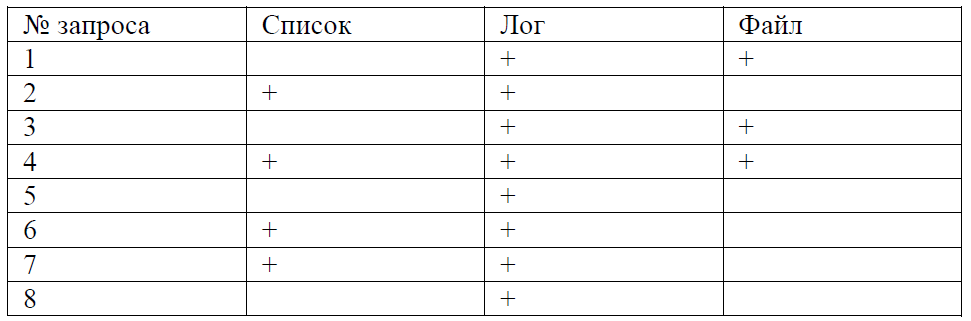 № запроса Список Лог Файл
1 + +
2 + +
3 + +
4 + + +
5 +
6 + +
7 + +
8 +